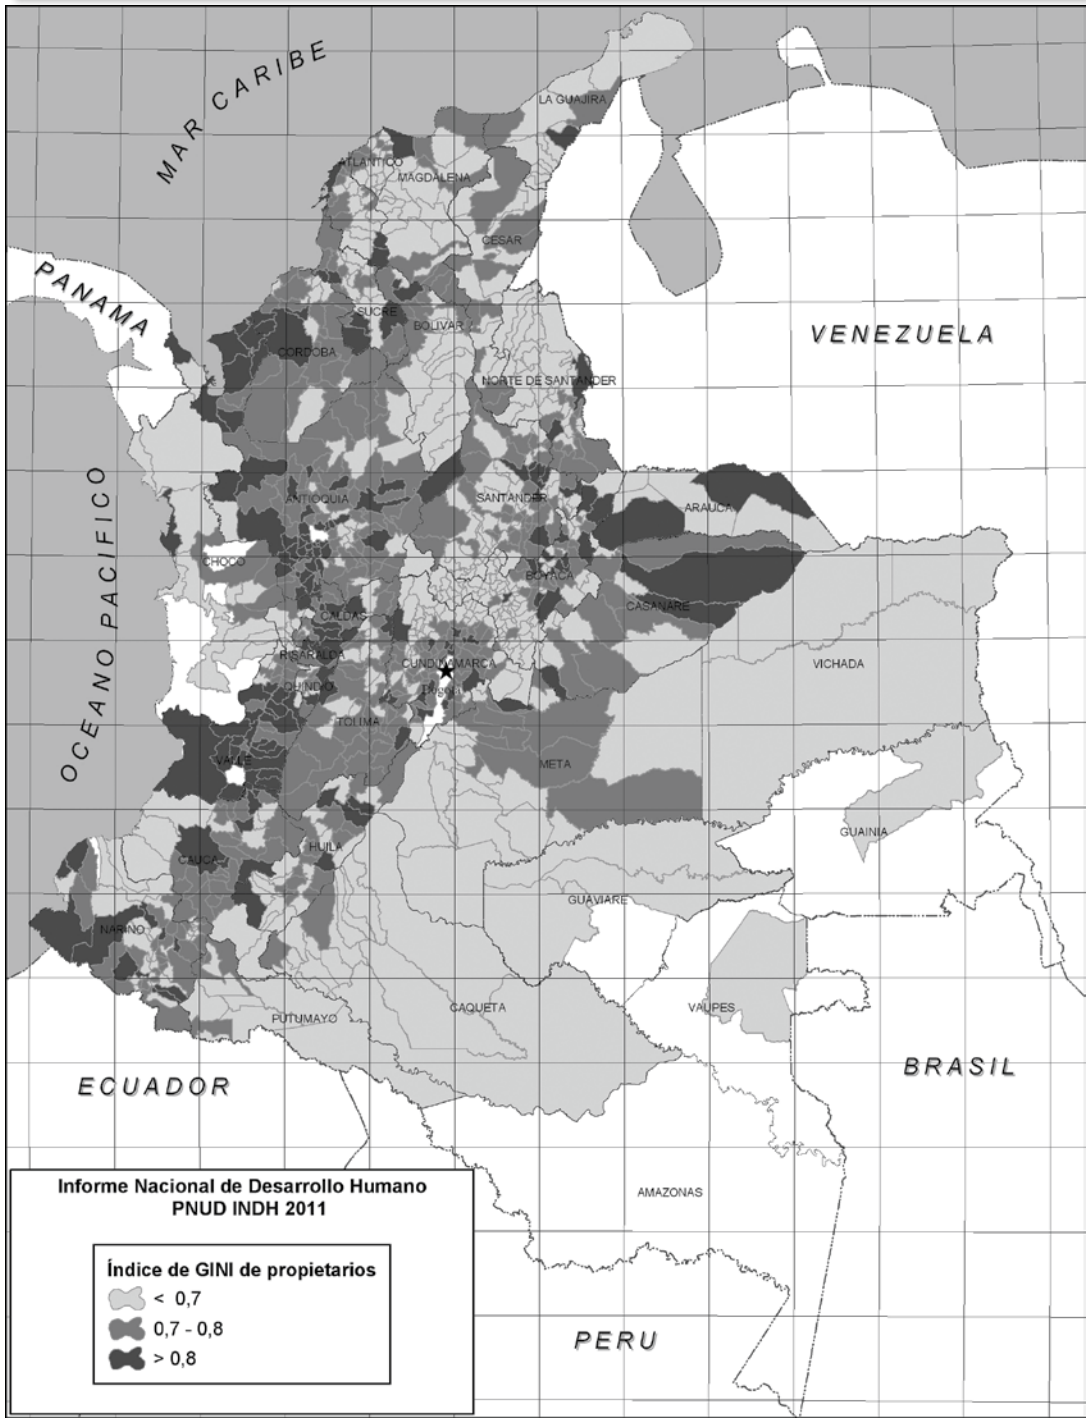 MAR CARIBE
LA GUAJIRA
ATLANTICO
MAGDALENA
CESAR
PANAMA
SUCRE
BOLIVAR
CORDOBA
VENEZUELA
NORTE DE SANTANDER
OCEANO PACIFICO
ANTIOQUIA
SANTANDER
ARAUCA
CHOCO
BOYACA
CASANARE
CALDAS
RISARALDA
CUNDINAMARCA
VICHADA
QUINDIO
Bogota
TOLIMA
VALLE
META
GUAINIA
HUILA
CAUCA
GUAVIARE
NARIÑO
CAQUETA
VAUPES
PUTUMAYO
ECUADOR
BRASIL
AMAZONAS
PERU
Informe Nacional de Desarrollo Humano
PNUD INDH 2011
Índice de GINI de propietarios
< 0,7
0,7 - 0,8
> 0,8